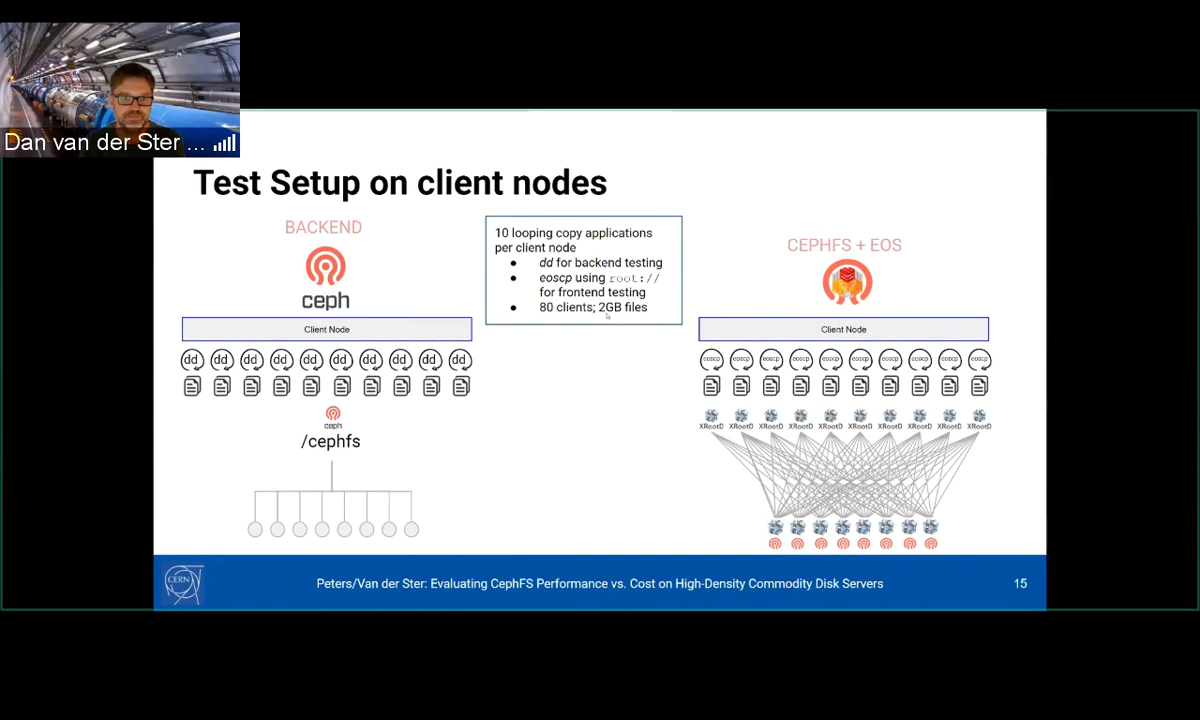 Dan van der Ster ...
Test Setup on client nodes
BACKEND
ceph
Client Node
dd dd dd dd dd dd dd dd dd dd
ceph
/cephfs
10 looping copy applications
per client node
● dd for backend testing
● eoscp using root://
for frontend testing
● 80 clients; 2GB files
CEPHFS + EOS
Client Node
eoscp eoscp eoscp eoscp eoscp eoscp eoscp eoscp eoscp eoscp
XRootD XRootD XRootD XRootD XRootD XRootD XRootD XRootD XRootD XRootD
CERN
Peters/Van der Ster: Evaluating CephFS Performance vs. Cost on High-Density Commodity Disk Servers
15